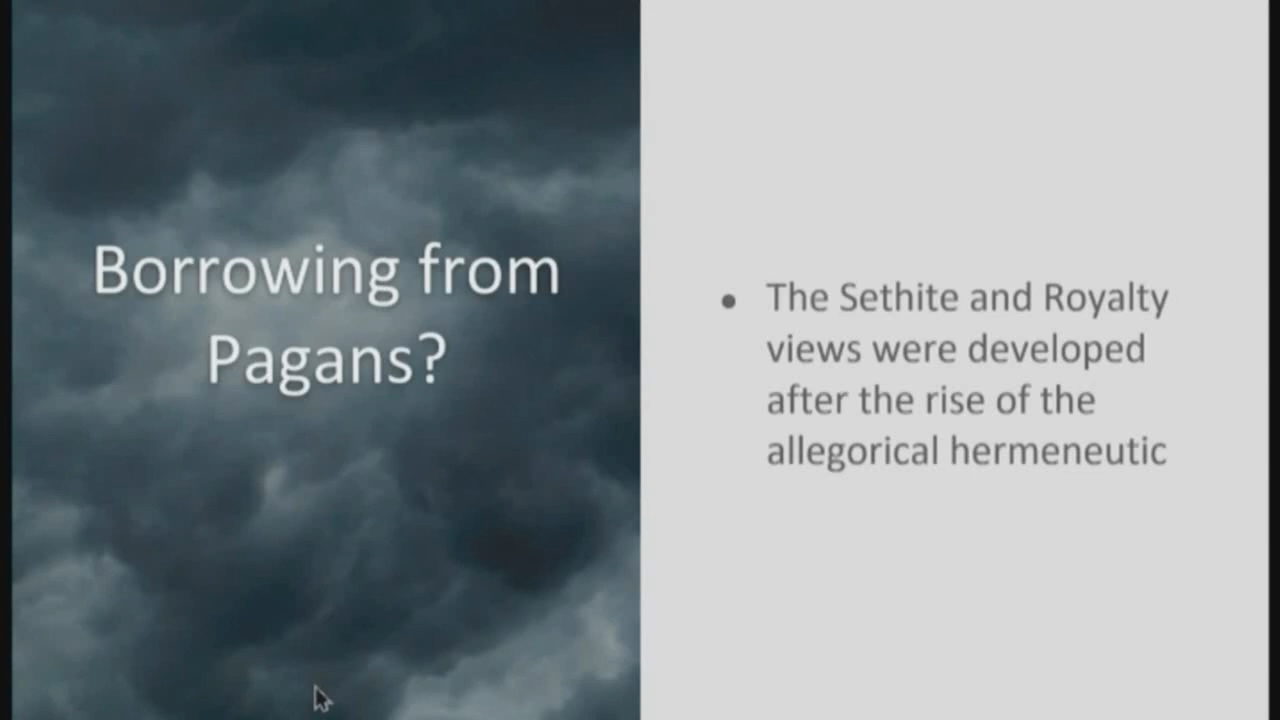 Borrowing from
Pagans?
• The Sethite and Royalty
views were developed
after the rise of the
allegorical hermeneutic